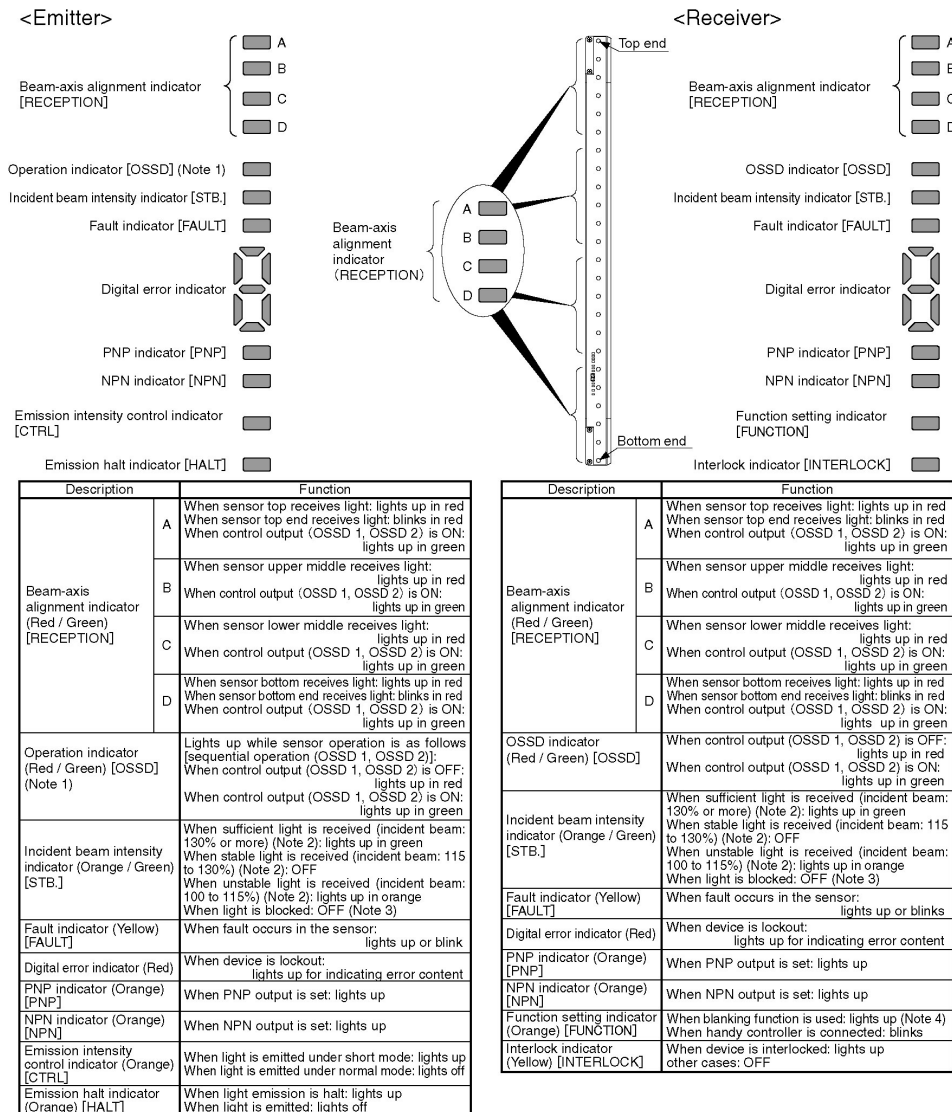 <Emitter>
A
B
C
D
Beam-axis alignment indicator
[RECEPTION]
Operation indicator [OSSD] (Note 1)
Incident beam intensity indicator [STB.]
Fault indicator [FAULT]
Digital error indicator
PNP indicator [PNP]
NPN indicator [NPN]
Emission intensity control indicator
[CTRL]
Emission halt indicator [HALT]
Beam-axis
alignment
indicator
(RECEPTION)
A
B
C
D
Top end
Bottom end
<Receiver>
A
B
C
D
Beam-axis alignment indicator
[RECEPTION]
OSSD indicator [OSSD]
Incident beam intensity indicator [STB.]
Fault indicator [FAULT]
Digital error indicator
PNP indicator [PNP]
NPN indicator [NPN]
Function setting indicator
[FUNCTION]
Interlock indicator [INTERLOCK]
Description Function
Beam-axis
alignment indicator
(Red / Green)
[RECEPTION]
A
When sensor top receives light: lights up in red
When sensor top end receives light: blinks in red
When control output (OSSD 1, OSSD 2) is ON:
lights up in green
B
When sensor upper middle receives light:
lights up in red
When control output (OSSD 1, OSSD 2) is ON:
lights up in green
C
When sensor lower middle receives light:
lights up in red
When control output (OSSD 1, OSSD 2) is ON:
lights up in green
D
When sensor bottom receives light: lights up in red
When sensor bottom end receives light: blinks in red
When control output (OSSD 1, OSSD 2) is ON:
lights up in green
Operation indicator
(Red / Green) [OSSD]
(Note 1)
Lights up while sensor operation is as follows
[sequential operation (OSSD 1, OSSD 2)]:
When control output (OSSD 1, OSSD 2) is OFF:
lights up in red
When control output (OSSD 1, OSSD 2) is ON:
lights up in green
Incident beam intensity
indicator (Orange / Green)
[STB.]
When sufficient light is received (incident beam:
130% or more) (Note 2): lights up in green
When stable light is received (incident beam: 115
to 130%) (Note 2): OFF
When unstable light is received (incident beam:
100 to 115%) (Note 2): lights up in orange
When light is blocked: OFF (Note 3)
Fault indicator (Yellow)
[FAULT]
When fault occurs in the sensor:
lights up or blink
Digital error indicator (Red)
When device is lockout:
lights up for indicating error content
PNP indicator (Orange)
[PNP]
When PNP output is set: lights up
NPN indicator (Orange)
[NPN]
When NPN output is set: lights up
Emission intensity
control indicator (Orange)
[CTRL]
When light is emitted under short mode: lights up
When light is emitted under normal mode: lights off
Emission halt indicator
(Orange) [HALT]
When light emission is halt: lights up
When light is emitted: lights off
Description Function
Beam-axis
alignment indicator
(Red / Green)
[RECEPTION]
A
When sensor top receives light: lights up in red
When sensor top end receives light: blinks in red
When control output (OSSD 1, OSSD 2) is ON:
lights up in green
B
When sensor upper middle receives light:
lights up in red
When control output (OSSD 1, OSSD 2) is ON:
lights up in green
C
When sensor lower middle receives light:
lights up in red
When control output (OSSD 1, OSSD 2) is ON:
lights up in green
D
When sensor bottom receives light: lights up in red
When sensor bottom end receives light: blinks in red
When control output (OSSD 1, OSSD 2) is ON:
lights up in green
OSSD indicator
(Red / Green) [OSSD]
When control output (OSSD 1, OSSD 2) is OFF:
lights up in red
When control output (OSSD 1, OSSD 2) is ON:
lights up in green
Incident beam intensity
indicator (Orange / Green)
[STB.]
When sufficient light is received (incident beam:
130% or more) (Note 2): lights up in green
When stable light is received (incident beam: 115
to 130%) (Note 2): OFF
When unstable light is received (incident beam:
100 to 115%) (Note 2): lights up in orange
When light is blocked: OFF (Note 3)
Fault indicator (Yellow)
[FAULT]
When fault occurs in the sensor:
lights up or blinks
Digital error indicator (Red)
When device is lockout:
lights up for indicating error content
PNP indicator (Orange)
[PNP]
When PNP output is set: lights up
NPN indicator (Orange)
[NPN]
When NPN output is set: lights up
Function setting indicator
(Orange) [FUNCTION]
When blanking function is used: lights up (Note 4)
When handy controller is connected: blinks
Interlock indicator
(Yellow) [INTERLOCK]
When device is interlocked: lights up
other cases: OFF